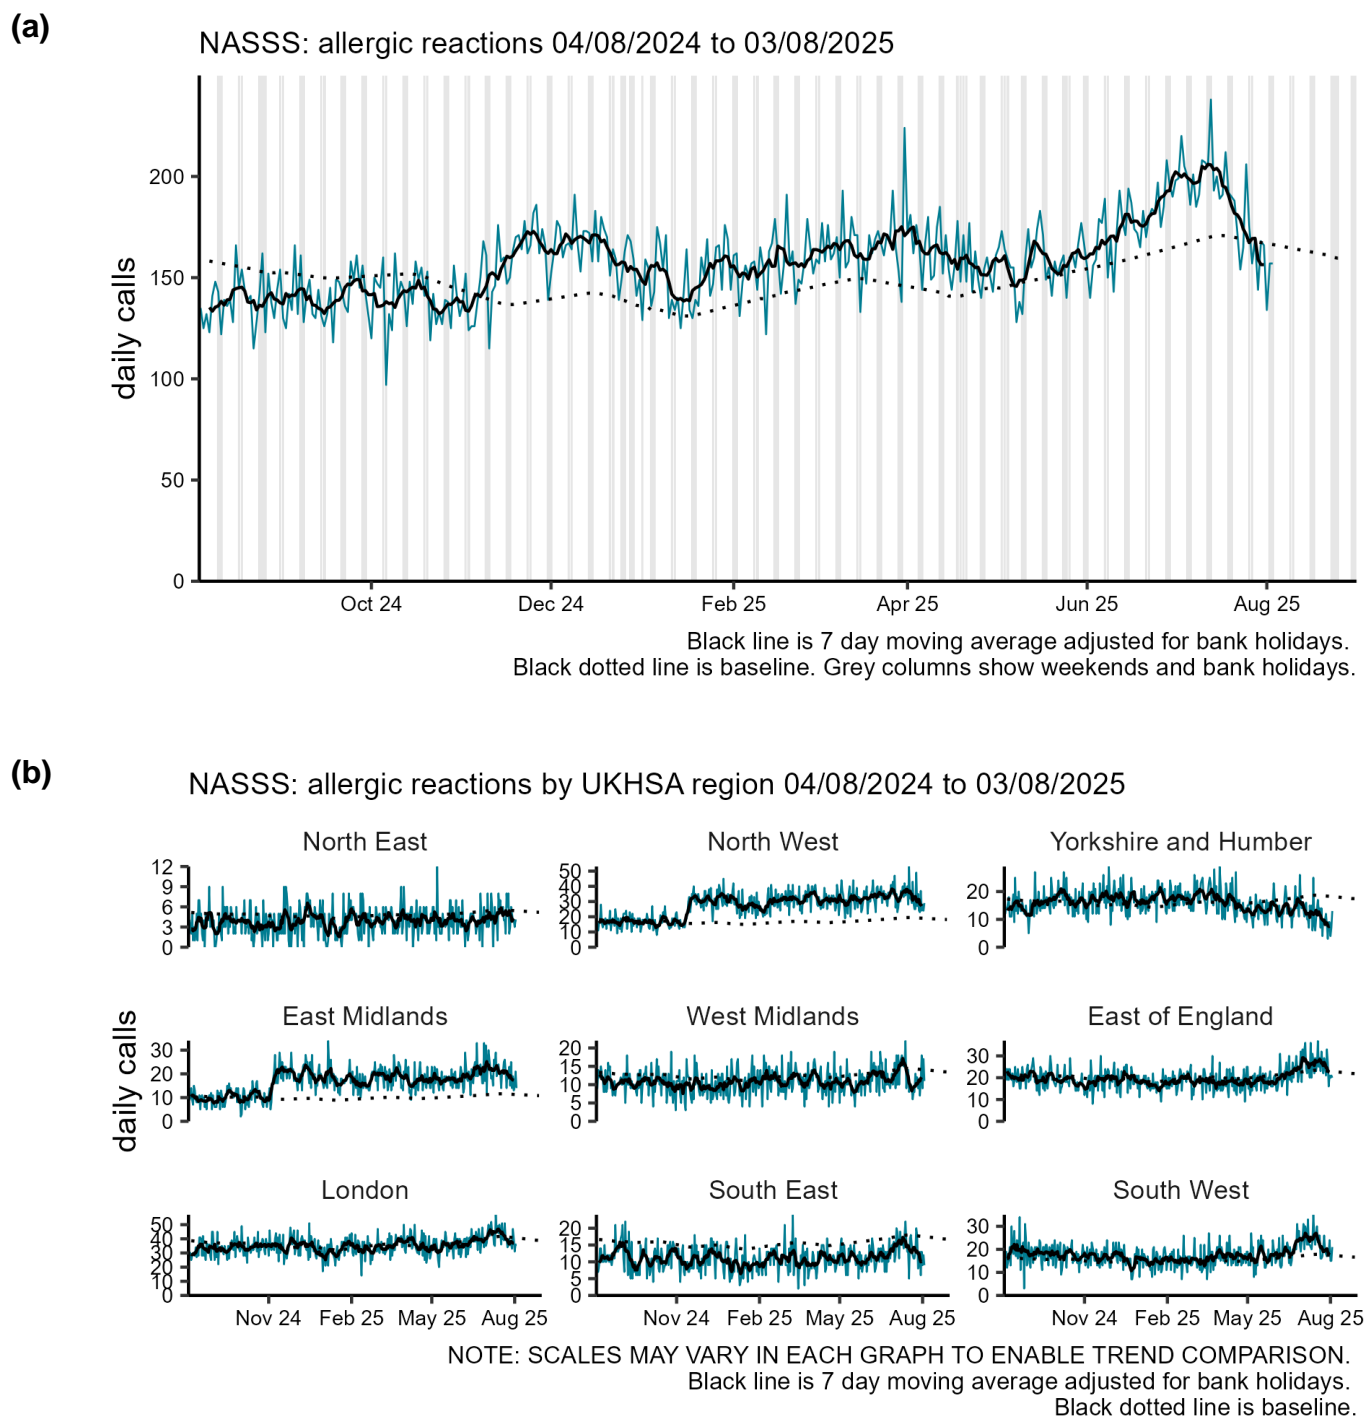 (a)
NASSS: allergic reactions 04/08/2024 to 03/08/2025
daily calls
200
150
100
50
0
Oct 24 Dec 24 Feb 25 Apr 25 Jun 25 Aug 25
Black line is 7 day moving average adjusted for bank holidays.
Black dotted line is baseline. Grey columns show weekends and bank holidays.
(b)
NASSS: allergic reactions by UKHSA region 04/08/2024 to 03/08/2025
daily calls
North East
12
9
6
3
0
North West
50
40
30
20
10
0
Yorkshire and Humber
20
10
0
East Midlands
30
20
10
0
West Midlands
20
15
10
5
0
East of England
30
20
10
0
London
50
40
30
20
10
0
South East
20
15
10
5
0
South West
30
20
10
0
Nov 24 Feb 25 May 25 Aug 25 Nov 24 Feb 25 May 25 Aug 25 Nov 24 Feb 25 May 25 Aug 25
NOTE: SCALES MAY VARY IN EACH GRAPH TO ENABLE TREND COMPARISON.
Black line is 7 day moving average adjusted for bank holidays.
Black dotted line is baseline.